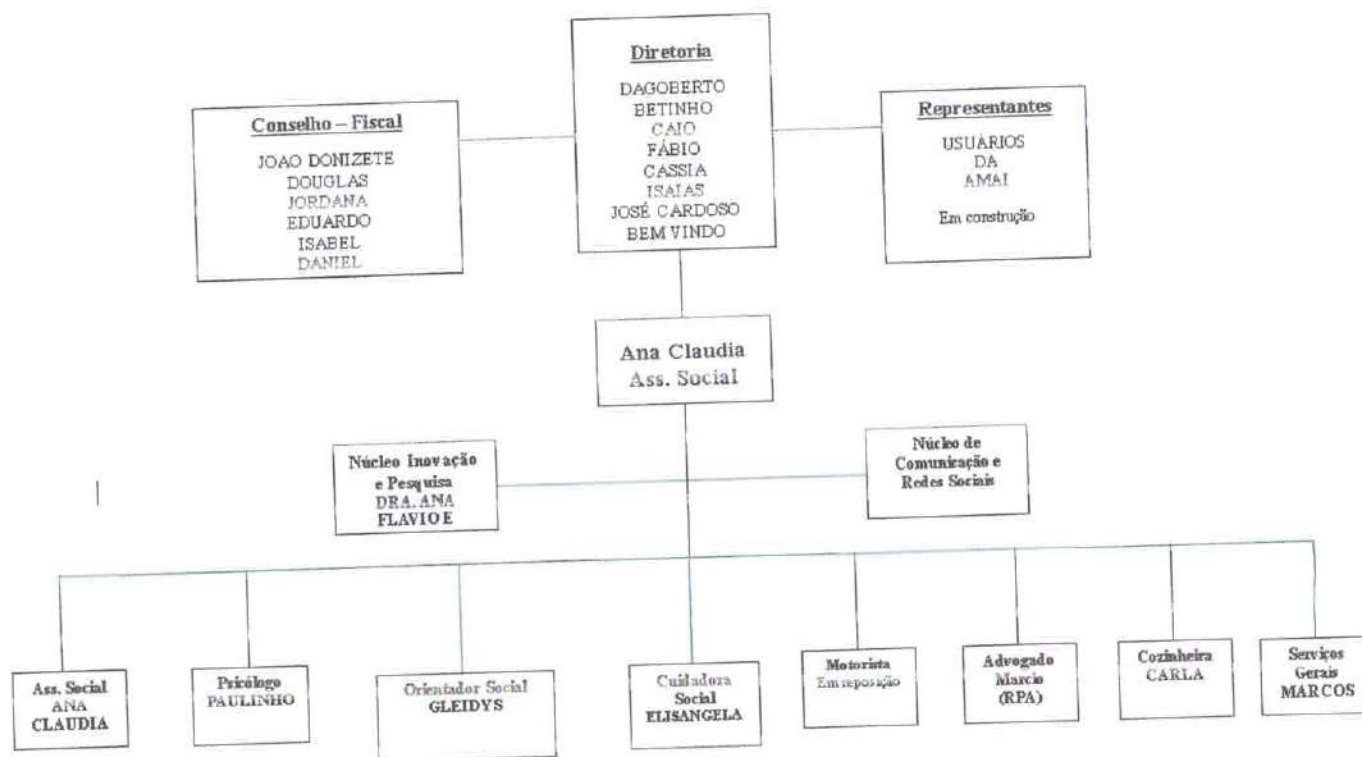 Diretoria
DAGOBERTO
BETINHO
CAIO
FÁBIO
CASSIA
ISAIAS
JOSÉ CARDOSO
BEM VINDO
Conselho – Fiscal
JOAO DONIZETE
DOUGLAS
JORDANA
EDUARDO
ISABEL
DANIEL
Representantes
USUÁRIOS
DA
AMAI
Em construção
Ana Claudia
Ass. Social
Núcleo Inovação
e Pesquisa
DRA. ANA
FLAVIO E
Núcleo de
Comunicação e
Redes Sociais
Ass. Social
ANA
CLAUDIA
Psicólogo
PAULINHO
Orientador Social
GLEIDYS
Cuidadora
Social
ELISANGELA
Motorista
Em reposição
Advogado
Marcio
(RPA)
Cozinheira
CARLA
Serviços
Gerais
MARCOS